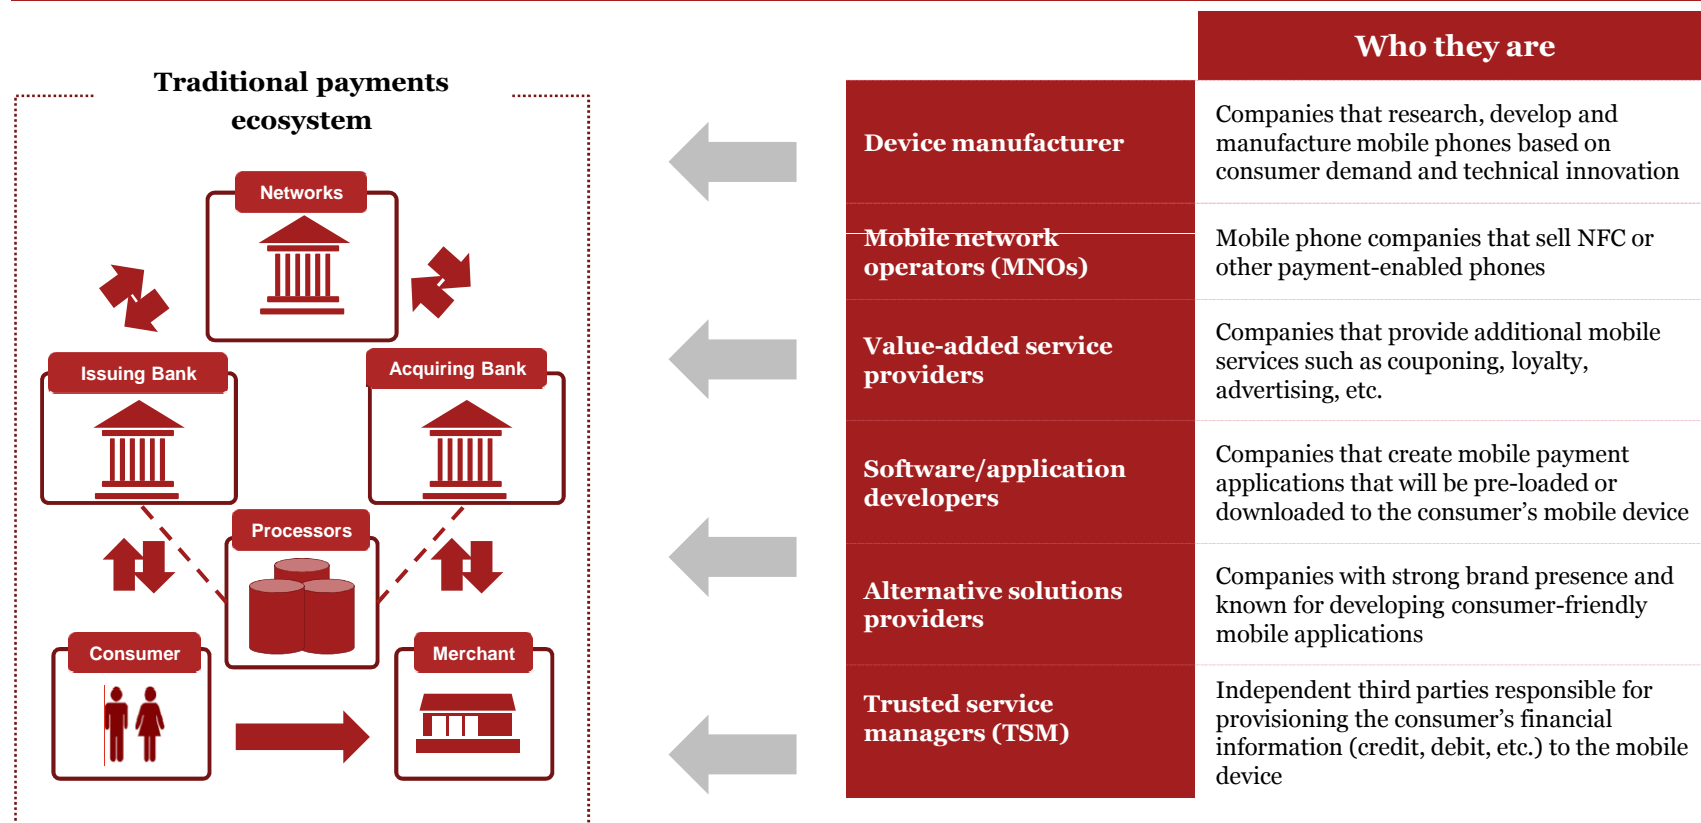 Traditional payments
ecosystem
Networks
Issuing Bank
Acquiring Bank
Processors
Consumer
Merchant
Who they are
Device manufacturer
Companies that research, develop and
manufacture mobile phones based on
consumer demand and technical innovation
Mobile network
operators (MNOs)
Mobile phone companies that sell NFC or
other payment-enabled phones
Value-added service
providers
Companies that provide additional mobile
services such as couponing, loyalty,
advertising, etc.
Software/application
developers
Companies that create mobile payment
applications that will be pre-loaded or
downloaded to the consumer’s mobile device
Alternative solutions
providers
Companies with strong brand presence and
known for developing consumer-friendly
mobile applications
Trusted service
managers (TSM)
Independent third parties responsible for
provisioning the consumer’s financial
information (credit, debit, etc.) to the mobile
device